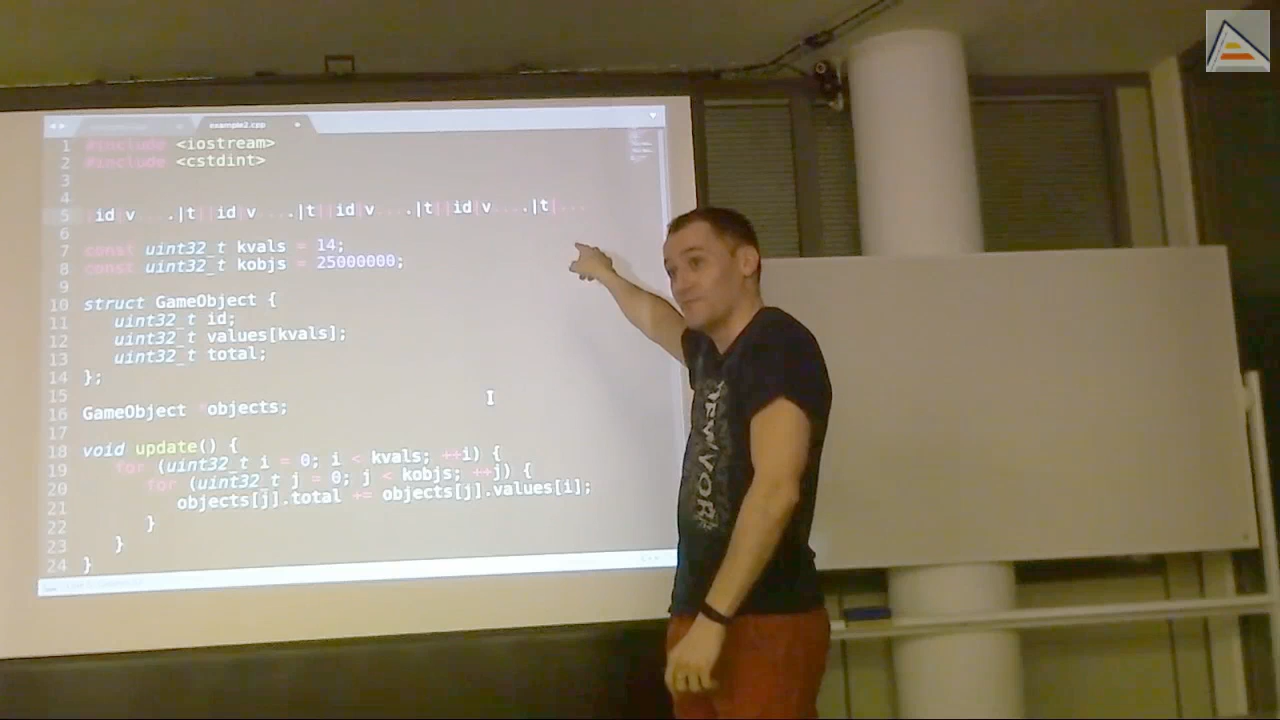 example2.cpp
1 #include <iostream>
2 #include <cstdint>
3
4
5 id|v....|t||id|v....|t||id|v....|t||id|v....|t|...
6
7 const uint32_t kvals = 14;
8 const uint32_t kobjs = 25000000;
9
10 struct GameObject {
11 uint32_t id;
12 uint32_t values[kvals];
13 uint32_t total;
14 };
15
16 GameObject *objects;
17
18 void update() {
19 for (uint32_t i = 0; i < kvals; ++i) {
20 for (uint32_t j = 0; j < kobjs; ++j) {
21 objects[j].total += objects[j].values[i];
22 }
23 }
24 }
NEW YORK